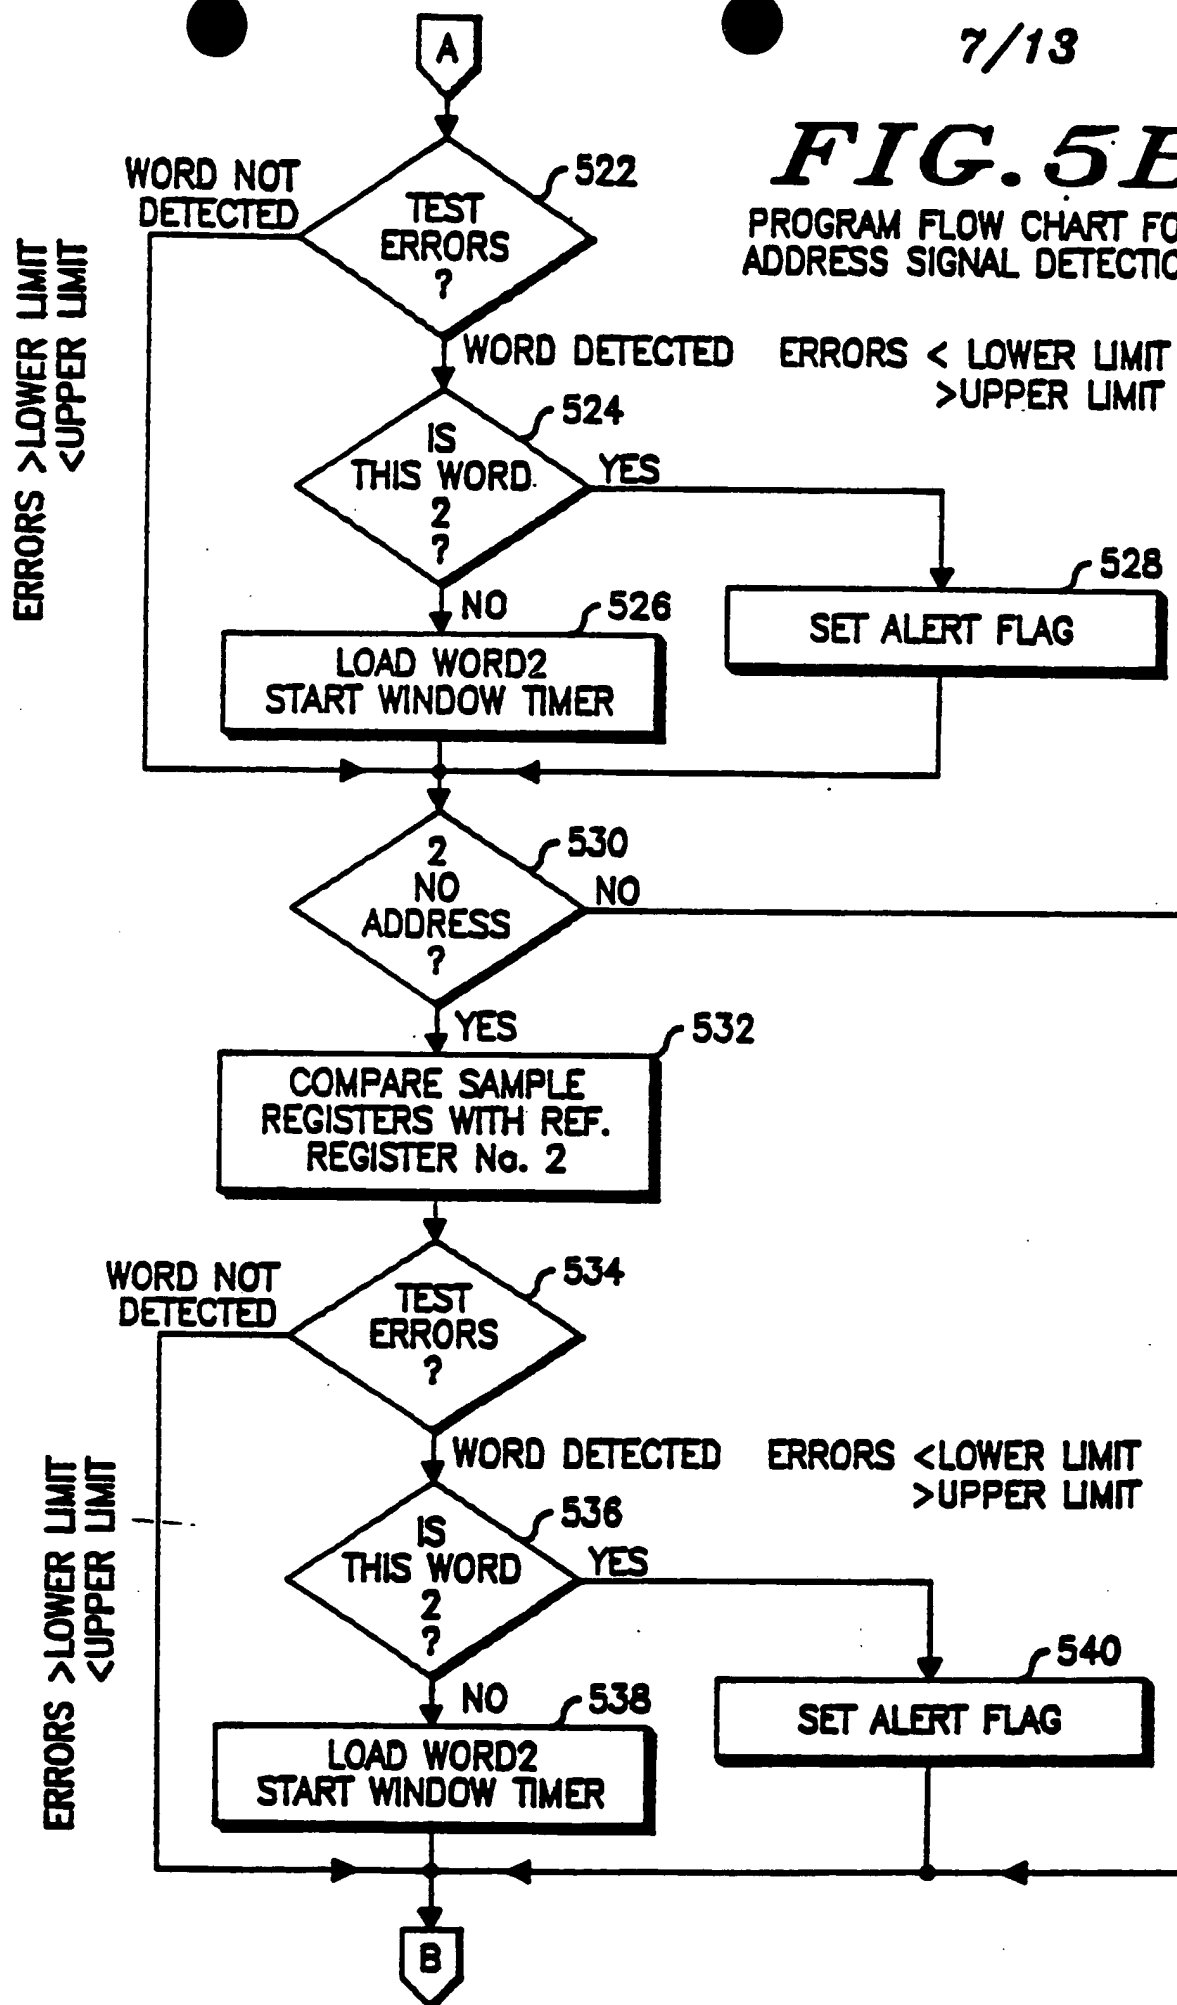 7/13
A
FIG. 5B
PROGRAM FLOW CHART FO
ADDRESS SIGNAL DETECTIO
WORD NOT
DETECTED
522
TEST
ERRORS
?
ERRORS >LOWER LIMIT
<UPPER LIMIT
WORD DETECTED ERRORS < LOWER LIMIT
>UPPER LIMIT
524
IS
THIS WORD
2
?
YES
NO
526
LOAD WORD2
START WINDOW TIMER
528
SET ALERT FLAG
530
2
NO
ADDRESS
?
NO
YES
532
COMPARE SAMPLE
REGISTERS WITH REF.
REGISTER No. 2
WORD NOT
DETECTED
534
TEST
ERRORS
?
ERRORS >LOWER LIMIT
<UPPER LIMIT
WORD DETECTED ERRORS <LOWER LIMIT
>UPPER LIMIT
536
IS
THIS WORD
2
?
YES
NO
538
LOAD WORD2
START WINDOW TIMER
540
SET ALERT FLAG
B